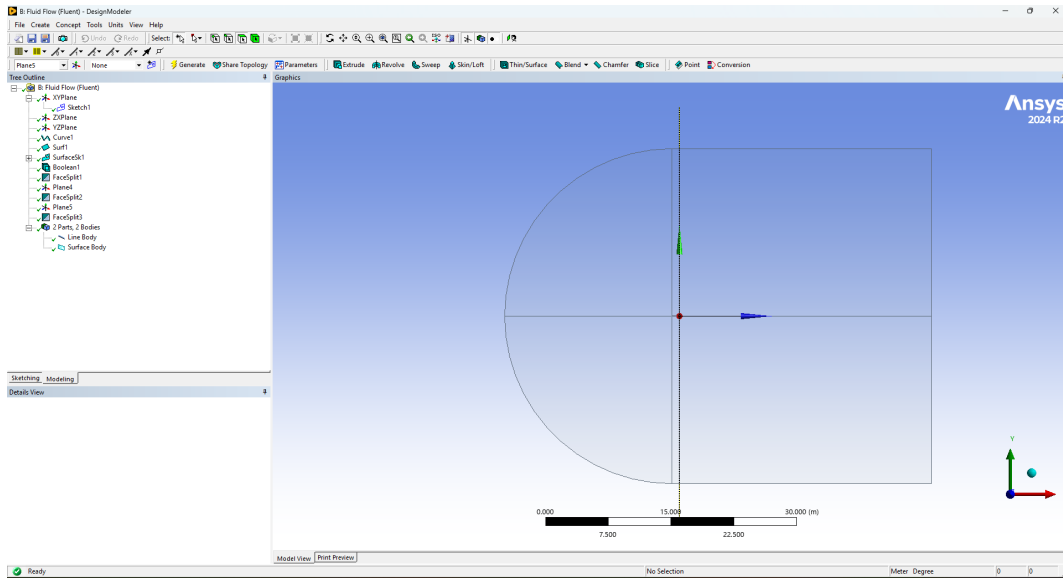 B: Fluid Flow (Fluent) - DesignModeler
File Create Concept Tools Units View Help
Undo Redo Select:
Plane5 None Generate Share Topology Parameters Extrude Revolve Sweep Skin/Loft Thin/Surface Blend Chamfer Slice Point Conversion
Tree Outline
B: Fluid Flow (Fluent)
XYPlane
Sketch1
ZXPlane
YZPlane
Curve1
Surf1
SurfaceSk1
Boolean1
FaceSplit1
Plane4
FaceSplit2
Plane5
FaceSplit3
2 Parts, 2 Bodies
Line Body
Surface Body
Sketching Modeling
Details View
Graphics
Ansys
2024 R2
Y
0.000 15.000 30.000 (m)
7.500 22.500
Model View Print Preview
Ready No Selection Meter Degree 0 0